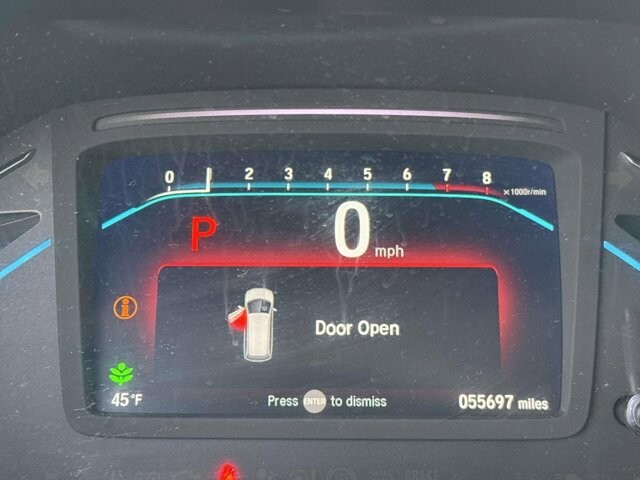 0 2 3 4 5 6 7 8 x1000r/min
P 0 mph
Door Open
45°F Press ENTER to dismiss 055697 miles